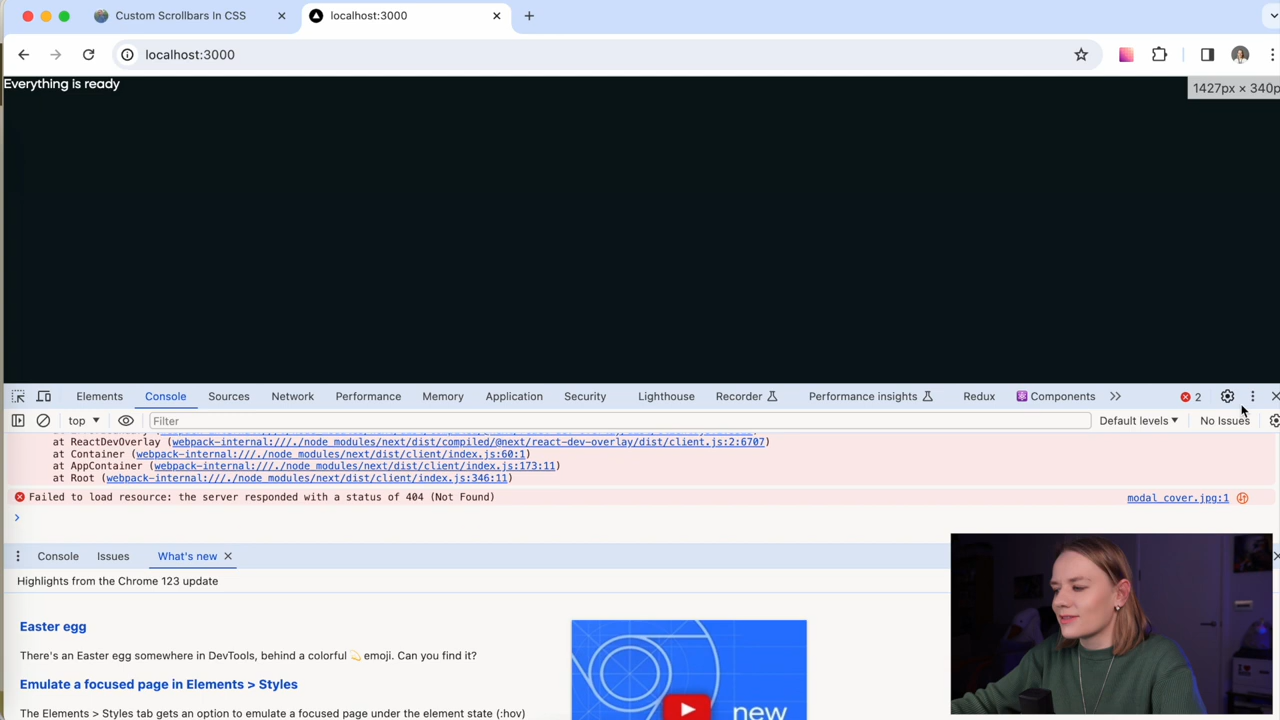 Custom Scrollbars In CSS
localhost:3000
localhost:3000
Everything is ready
1427px × 340p
Elements Console Sources Network Performance Memory Application Security Lighthouse Recorder Performance insights Redux Components 2
top Filter Default levels No Issues
at ReactDevOverlay (webpack-internal:///./node_modules/next/dist/compiled/@next/react-dev-overlay/dist/client.js:2:6707)
at Container (webpack-internal:///./node_modules/next/dist/client/index.js:60:1)
at AppContainer (webpack-internal:///./node_modules/next/dist/client/index.js:173:11)
at Root (webpack-internal:///./node_modules/next/dist/client/index.js:346:11)
Failed to load resource: the server responded with a status of 404 (Not Found) modal_cover.jpg:1
Console Issues What's new
Highlights from the Chrome 123 update
Easter egg
There's an Easter egg somewhere in DevTools, behind a colorful 💫 emoji. Can you find it?
Emulate a focused page in Elements > Styles
The Elements > Styles tab gets an option to emulate a focused page under the element state (:hov)
new